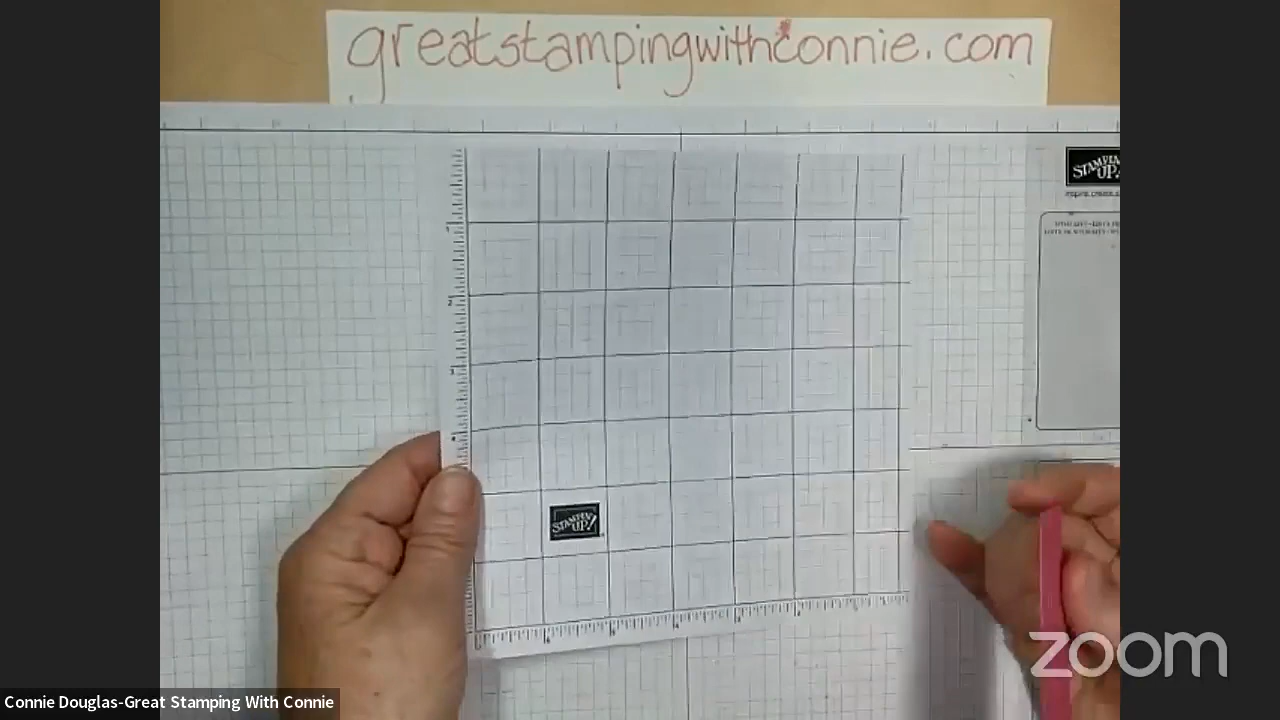 greatstampingwithconnie.com
STAMPIN' UP!
STAMPIN' UP!
zoom
Connie Douglas-Great Stamping With Connie